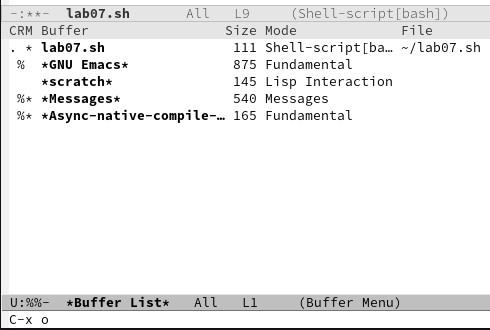 -:**-  lab07.sh       All   L9     (Shell-script[bash])
CRM Buffer                        Size Mode             File
. * lab07.sh                111 Shell-script[ba… ~/lab07.sh
 %  *GNU Emacs*             875 Fundamental
    *scratch*               145 Lisp Interaction
 %* *Messages*              540 Messages
 %* *Async-native-compile-… 165 Fundamental
U:%%-  *Buffer List*   All   L1     (Buffer Menu)
C-x o